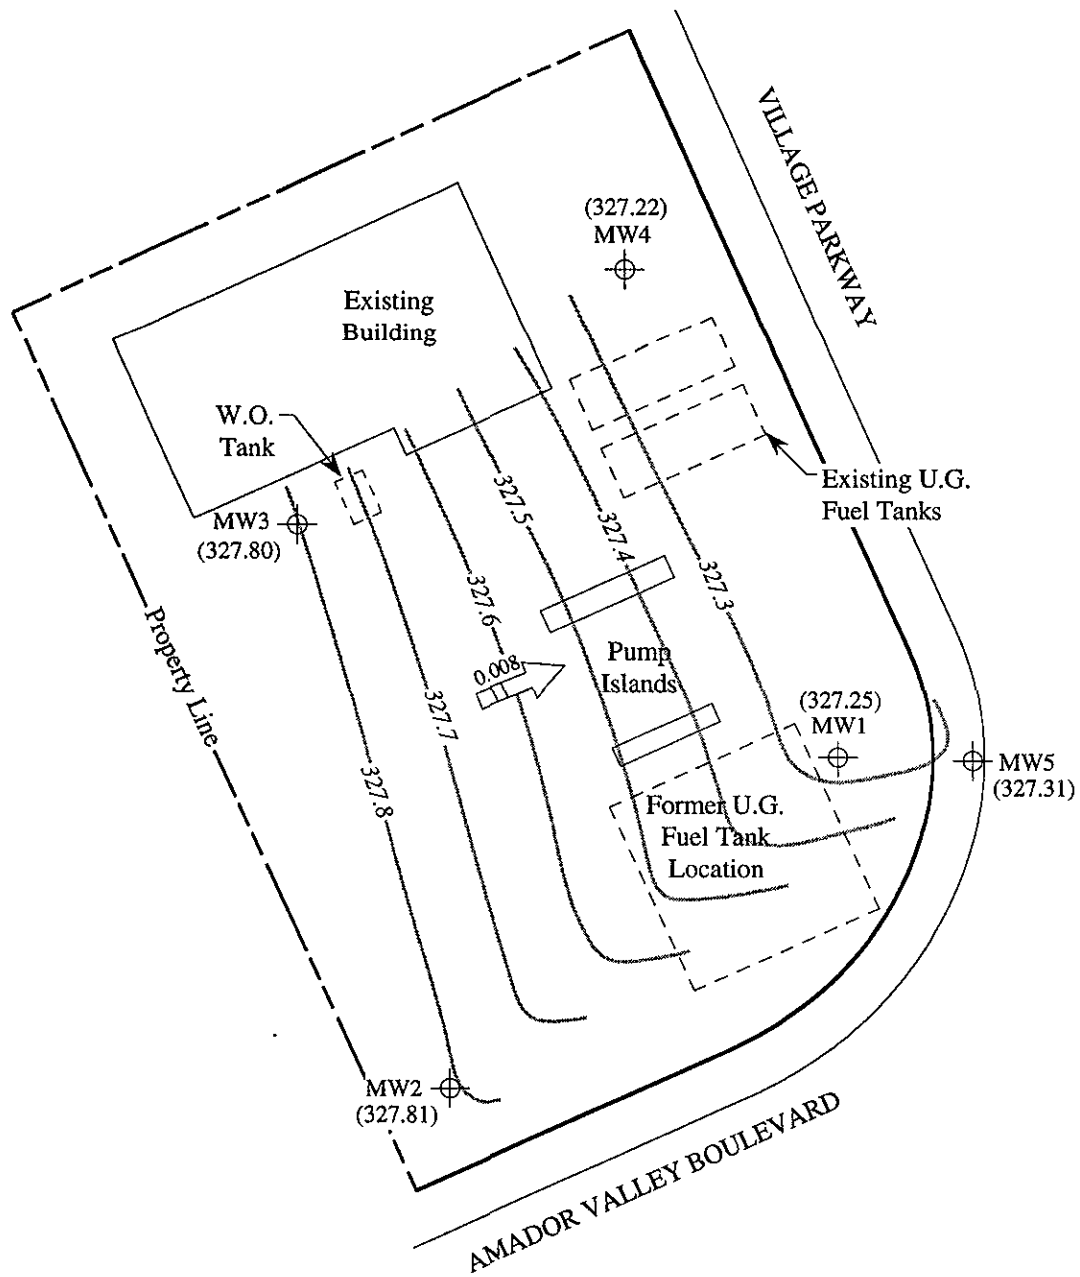 VILLAGE PARKWAY
(327.22)
MW4
Existing
Building
W.O.
Tank
Existing U.G.
Fuel Tanks
MW3
(327.80)
327.5
327.4
327.3
327.6
Property Line
0.008
Pump
Islands
327.7
(327.25)
MW1
MW5
(327.31)
327.8
Former U.G.
Fuel Tank
Location
MW2
(327.81)
AMADOR VALLEY BOULEVARD